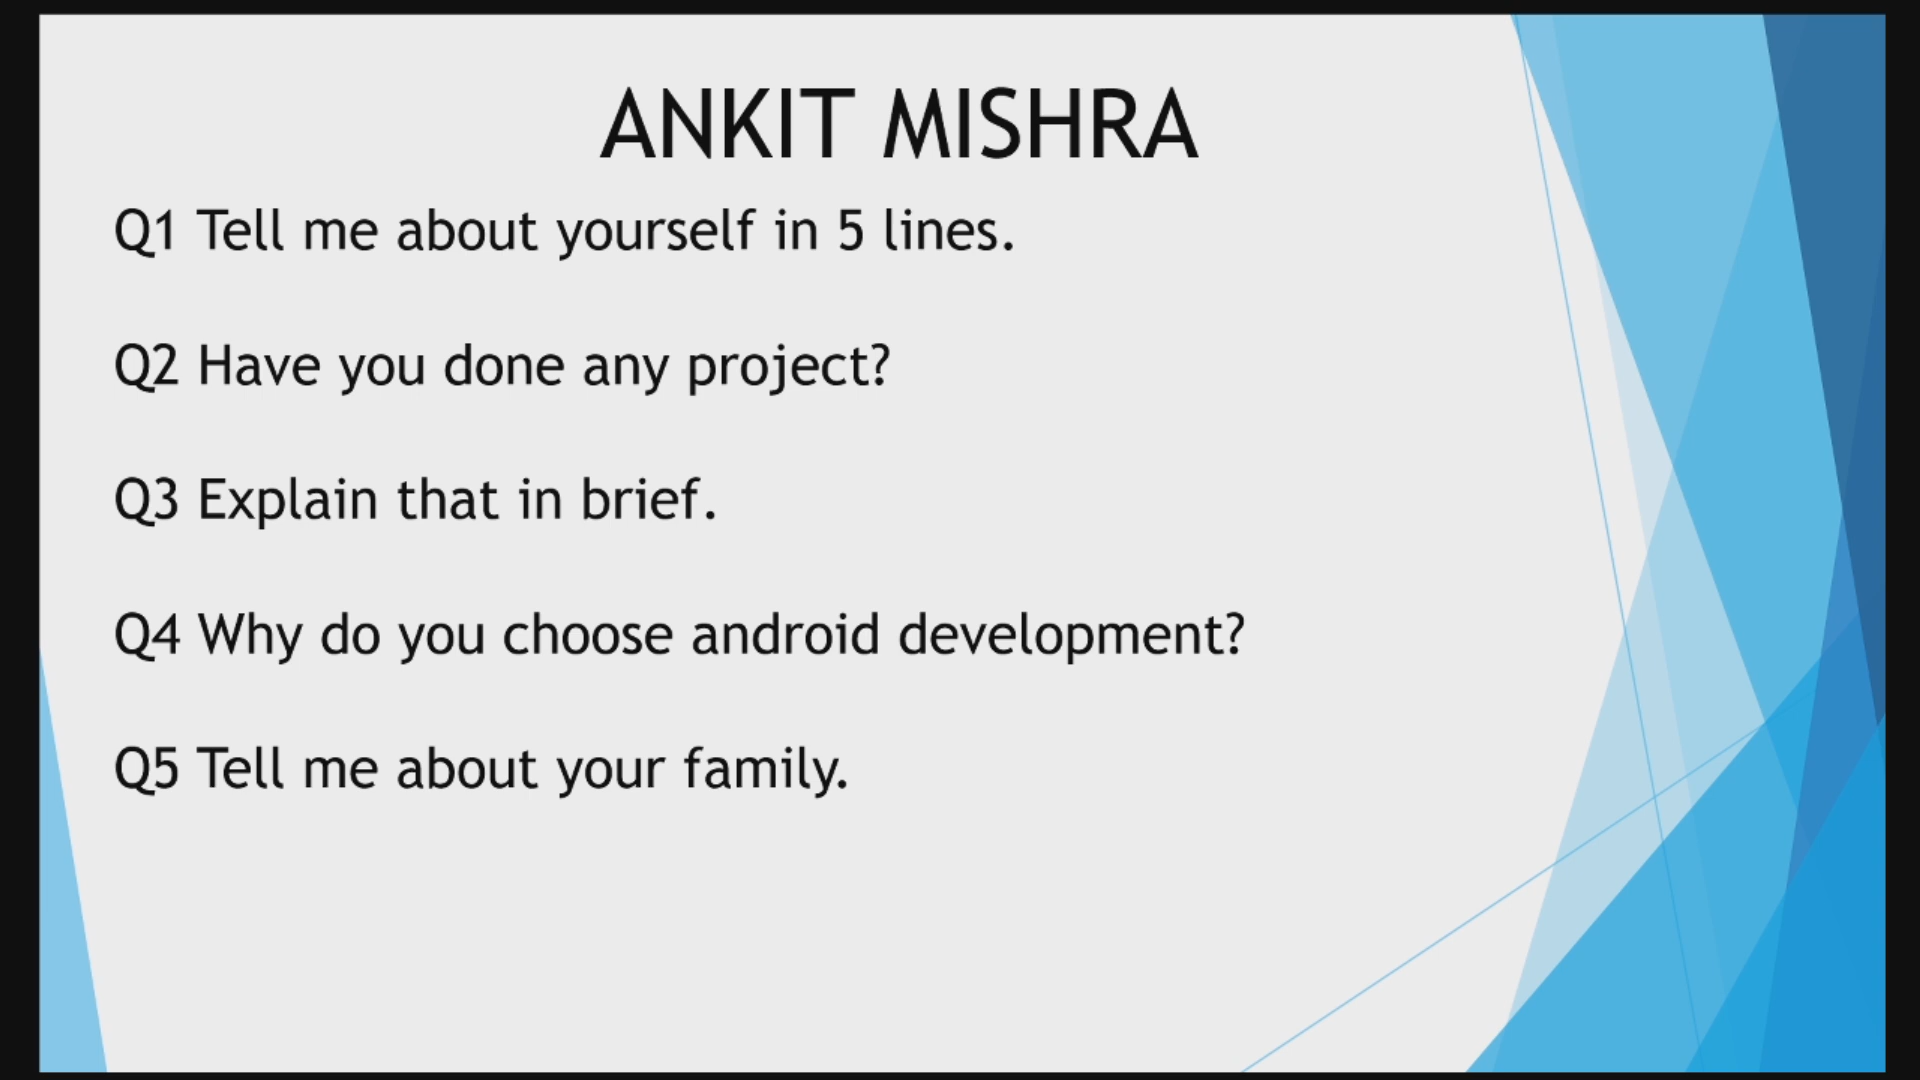 ANKIT MISHRA
Q1 Tell me about yourself in 5 lines.
Q2 Have you done any project?
Q3 Explain that in brief.
Q4 Why do you choose android development?
Q5 Tell me about your family.